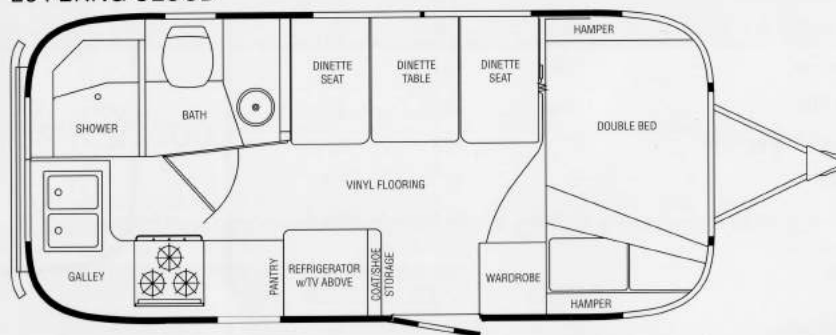 HAMPER
DINETTE
SEAT
DINETTE
TABLE
DINETTE
SEAT
SHOWER
BATH
DOUBLE BED
VINYL FLOORING
GALLEY
PANTRY
REFRIGERATOR
w/TV ABOVE
COAT/SHOE
STORAGE
WARDROBE
HAMPER